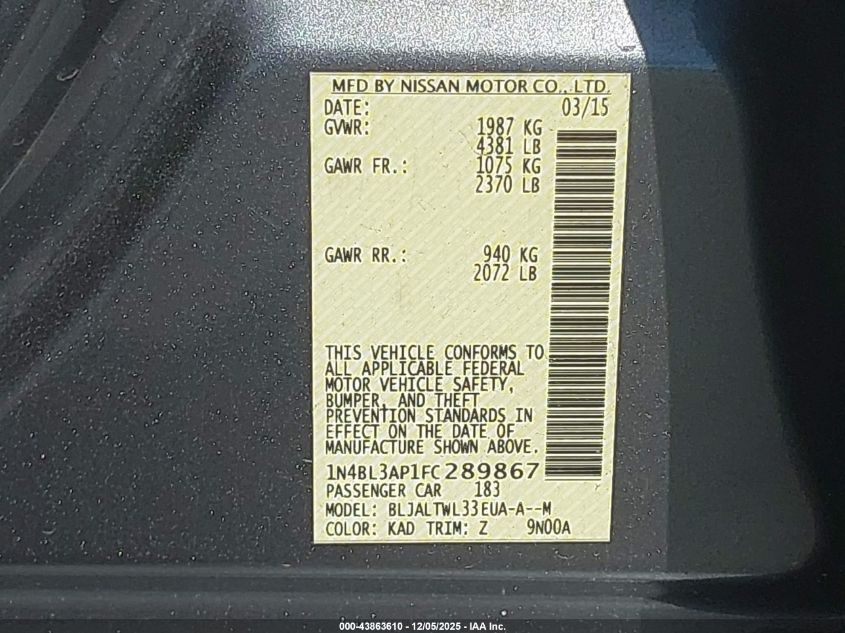 MFD BY NISSAN MOTOR CO., LTD.
DATE: 03/15
GVWR: 1987 KG
4381 LB
GAWR FR.: 1075 KG
2370 LB
GAWR RR.: 940 KG
2072 LB
THIS VEHICLE CONFORMS TO
ALL APPLICABLE FEDERAL
MOTOR VEHICLE SAFETY,
BUMPER, AND THEFT
PREVENTION STANDARDS IN
EFFECT ON THE DATE OF
MANUFACTURE SHOWN ABOVE.
1N4BL3AP1FC289867
PASSENGER CAR 183
MODEL: BLJALTWL33EUA-A--M
COLOR: KAD TRIM: Z 9N00A
000-43863610 - 12/05/2025 - IAA Inc.